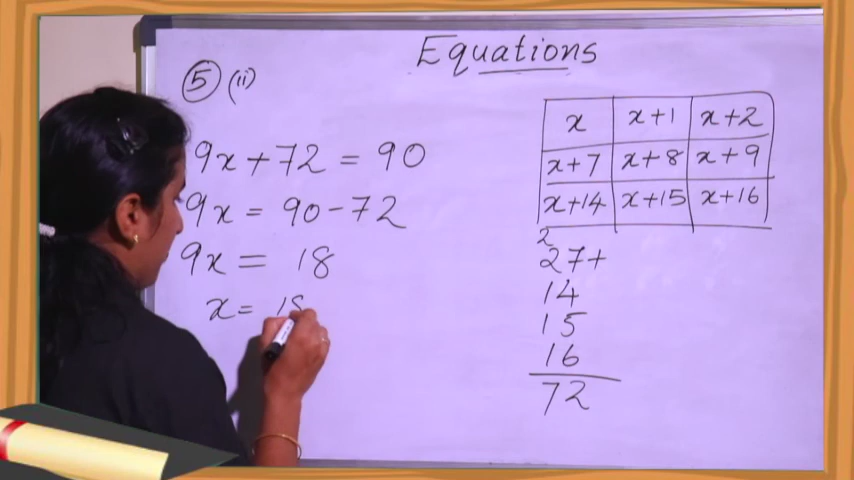 Equations
5 (ii)
9x + 72 = 90
9x = 90 - 72
9x = 18
x = 18
x x+1 x+2
x+7 x+8 x+9
x+14 x+15 x+16
2
27+
14
15
16
72